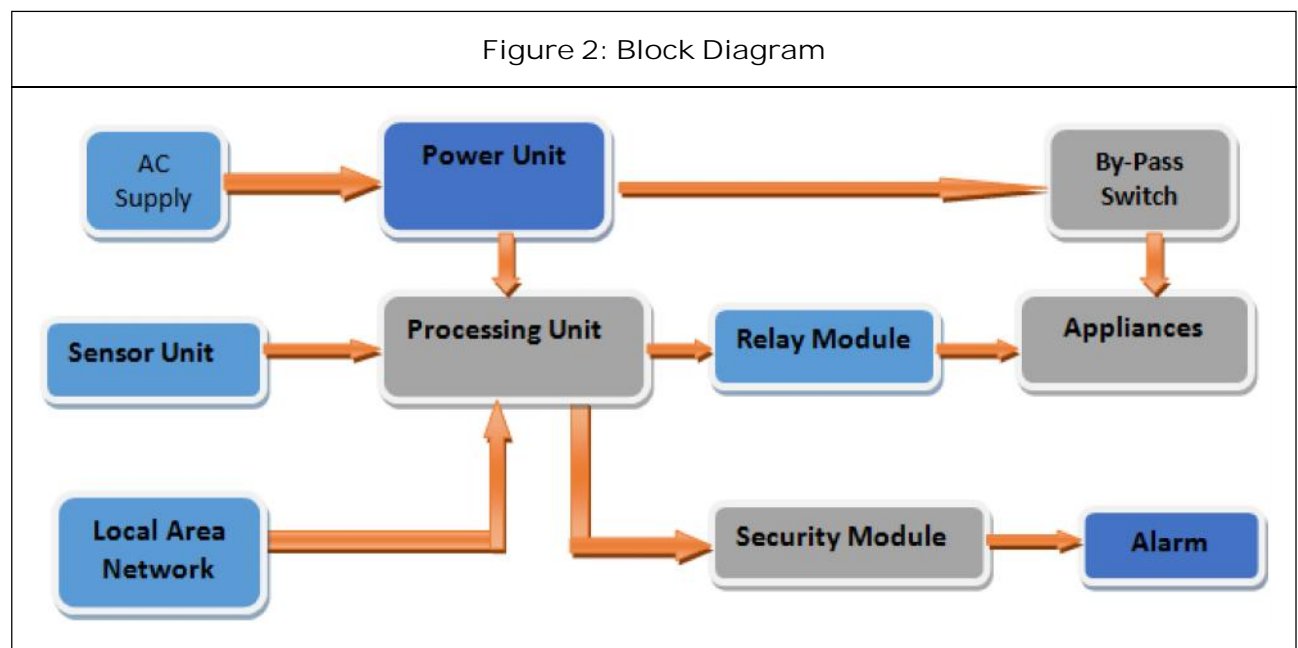 Figure 2: Block Diagram
AC
Supply
Power Unit
By-Pass
Switch
Sensor Unit
Processing Unit
Relay Module
Appliances
Local Area
Network
Security Module
Alarm